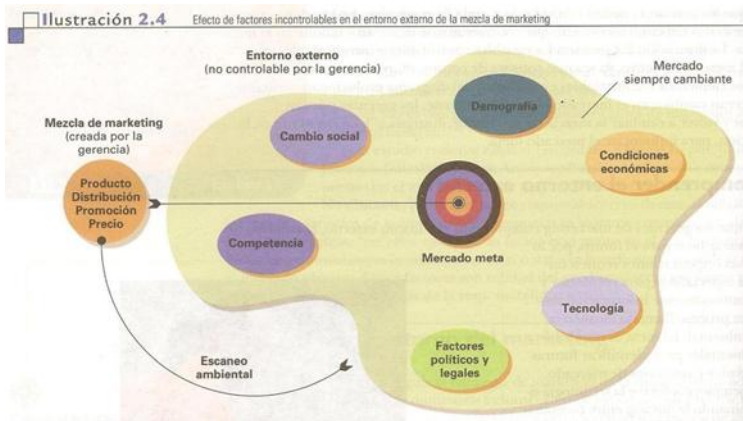 Ilustración 2.4 Efecto de factores incontrolables en el entorno externo de la mezcla de marketing
Entorno externo
(no controlable por la gerencia)
Mercado
siempre cambiante
Mezcla de marketing
(creada por la
gerencia)
Demografía
Cambio social
Condiciones
económicas
Producto
Distribución
Promoción
Precio
Competencia
Mercado meta
Tecnología
Escaneo
ambiental
Factores
políticos y
legales